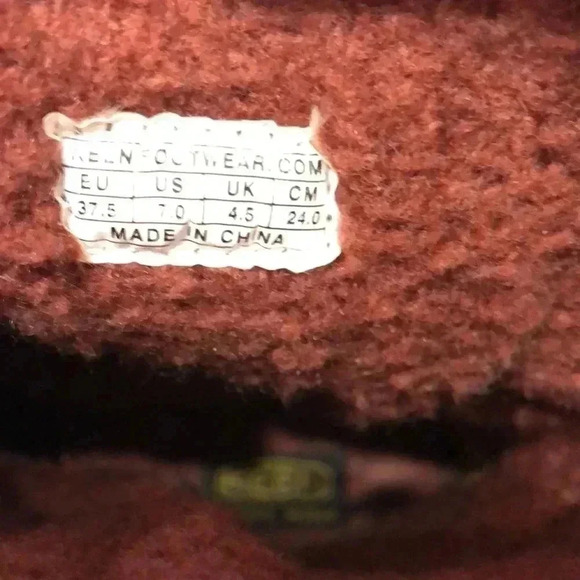 KEENFOOTWEAR.COM
EU US UK CM
37.5 7.0 4.5 24.0
MADE IN CHINA